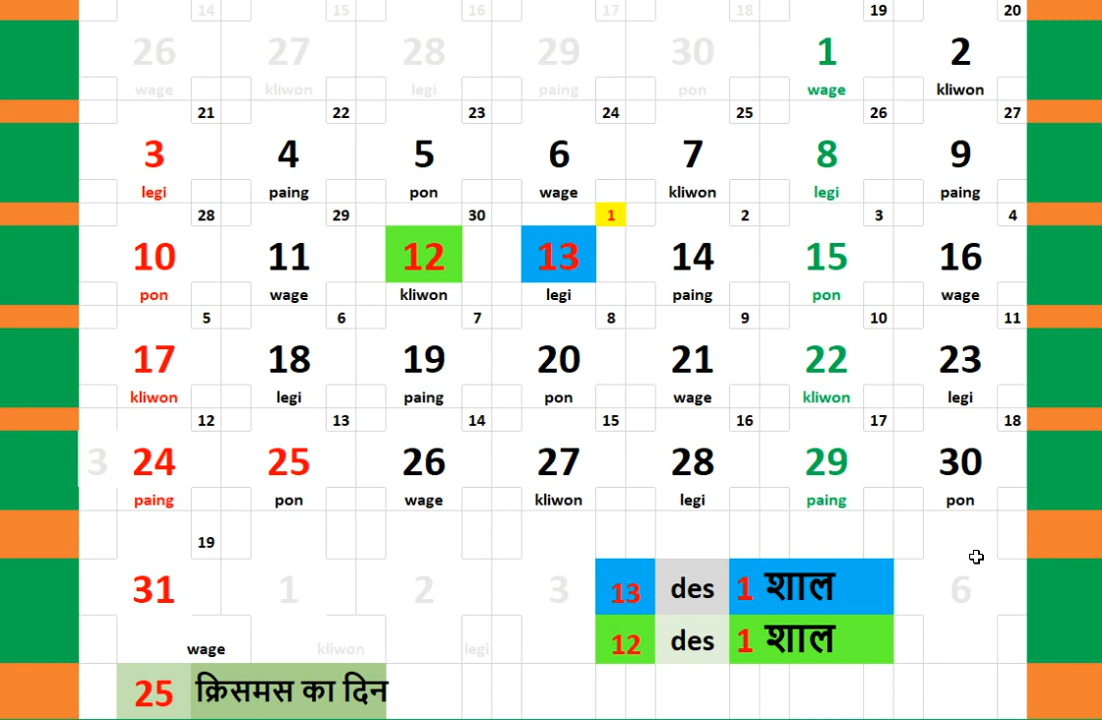 14 15 16 17 18 19 20
26 27 28 29 30 1 2
wage kliwon legi paing pon wage kliwon
21 22 23 24 25 26 27
3 4 5 6 7 8 9
legi paing pon wage kliwon legi paing
28 29 30 1 2 3 4
10 11 12 13 14 15 16
pon wage kliwon legi paing pon wage
5 6 7 8 9 10 11
17 18 19 20 21 22 23
kliwon legi paing pon wage kliwon legi
12 13 14 15 16 17 18
3 24 25 26 27 28 29 30
paing pon wage kliwon legi paing pon
19
31 1 2 3 13 des 1 शाल 6
wage kliwon legi 12 des 1 शाल
25 क्रिसमस का दिन